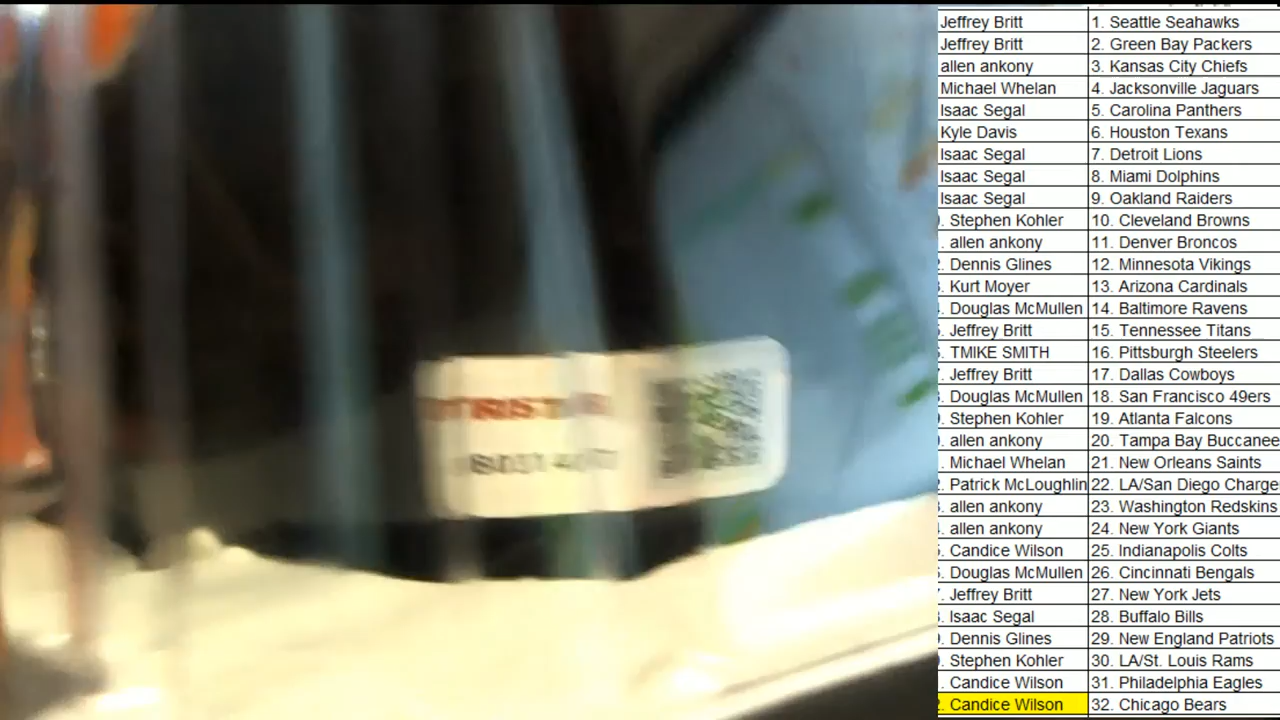 Jeffrey Britt 1. Seattle Seahawks
Jeffrey Britt 2. Green Bay Packers
allen ankony 3. Kansas City Chiefs
Michael Whelan 4. Jacksonville Jaguars
Isaac Segal 5. Carolina Panthers
Kyle Davis 6. Houston Texans
Isaac Segal 7. Detroit Lions
Isaac Segal 8. Miami Dolphins
Isaac Segal 9. Oakland Raiders
. Stephen Kohler 10. Cleveland Browns
. allen ankony 11. Denver Broncos
. Dennis Glines 12. Minnesota Vikings
. Kurt Moyer 13. Arizona Cardinals
. Douglas McMullen 14. Baltimore Ravens
. Jeffrey Britt 15. Tennessee Titans
. TMIKE SMITH 16. Pittsburgh Steelers
. Jeffrey Britt 17. Dallas Cowboys
. Douglas McMullen 18. San Francisco 49ers
. Stephen Kohler 19. Atlanta Falcons
. allen ankony 20. Tampa Bay Buccanee
. Michael Whelan 21. New Orleans Saints
. Patrick McLoughlin 22. LA/San Diego Charge
. allen ankony 23. Washington Redskins
. allen ankony 24. New York Giants
. Candice Wilson 25. Indianapolis Colts
. Douglas McMullen 26. Cincinnati Bengals
. Jeffrey Britt 27. New York Jets
. Isaac Segal 28. Buffalo Bills
. Dennis Glines 29. New England Patriots
. Stephen Kohler 30. LA/St. Louis Rams
. Candice Wilson 31. Philadelphia Eagles
. Candice Wilson 32. Chicago Bears